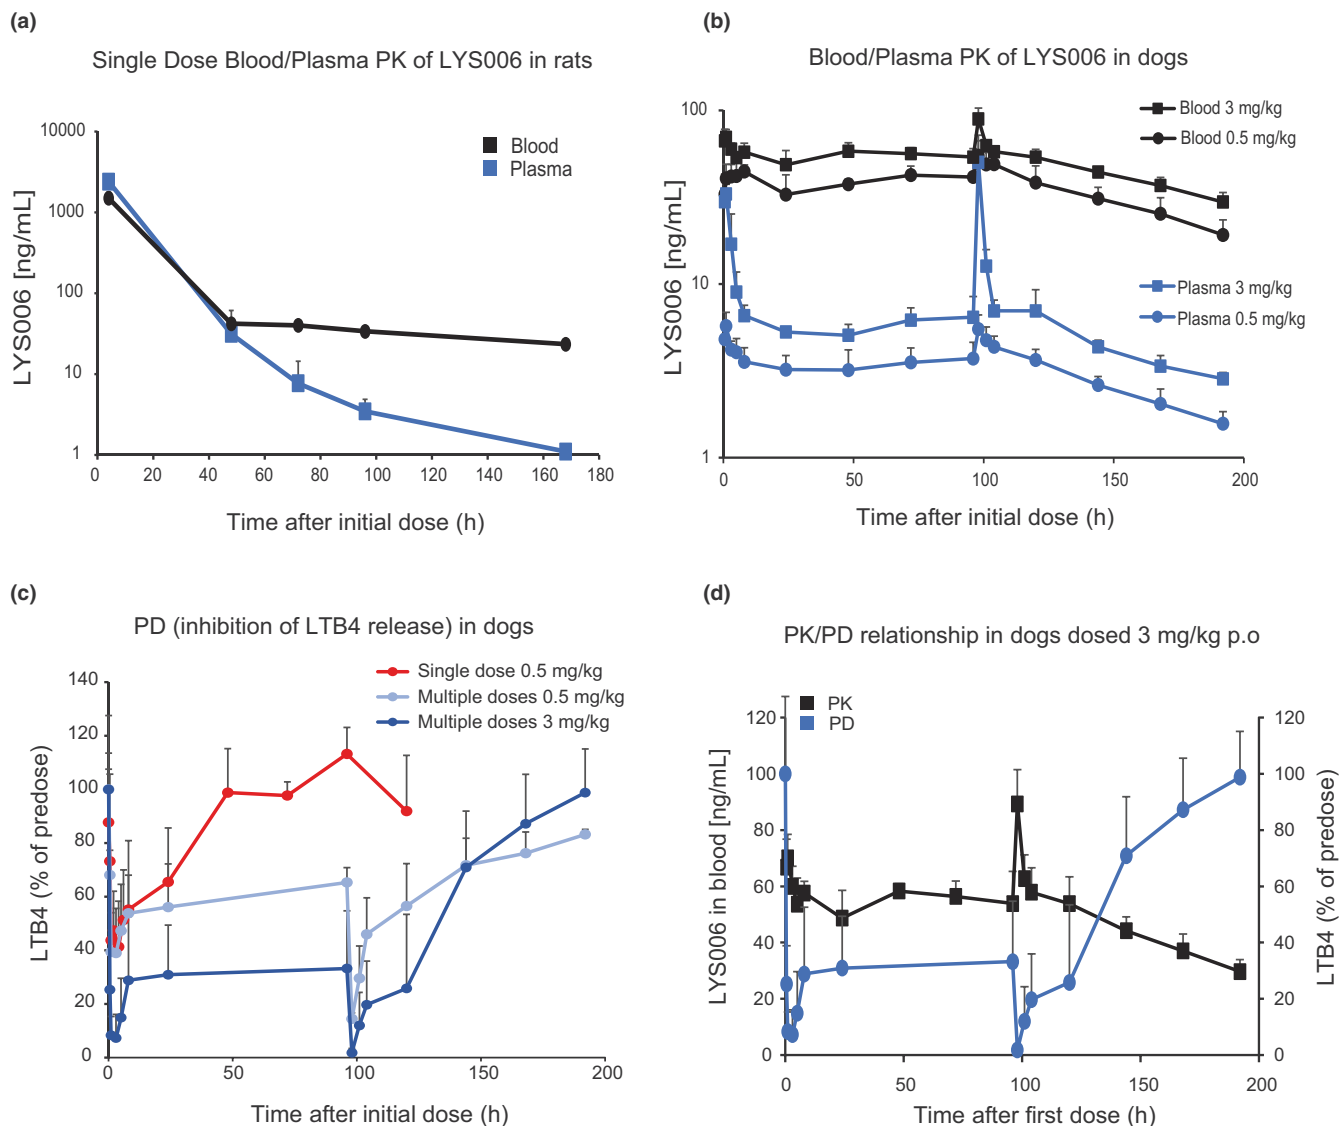 (a)
Single Dose Blood/Plasma PK of LYS006 in rats
10000
1000
100
10
1
LYS006 [ng/mL]
Blood
Plasma
0 20 40 60 80 100 120 140 160 180
Time after initial dose (h)
(b)
Blood/Plasma PK of LYS006 in dogs
100
10
1
LYS006 [ng/mL]
Blood 3 mg/kg
Blood 0.5 mg/kg
Plasma 3 mg/kg
Plasma 0.5 mg/kg
0 50 100 150 200
Time after initial dose (h)
(c)
PD (inhibition of LTB4 release) in dogs
140
120
100
80
60
40
20
0
LTB4 (% of predose)
Single dose 0.5 mg/kg
Multiple doses 0.5 mg/kg
Multiple doses 3 mg/kg
0 50 100 150 200
Time after initial dose (h)
(d)
PK/PD relationship in dogs dosed 3 mg/kg p.o
PK
PD
120
100
80
60
40
20
0
LYS006 in blood [ng/mL]
120
100
80
60
40
20
0
LTB4 (% of predose)
0 50 100 150 200
Time after first dose (h)